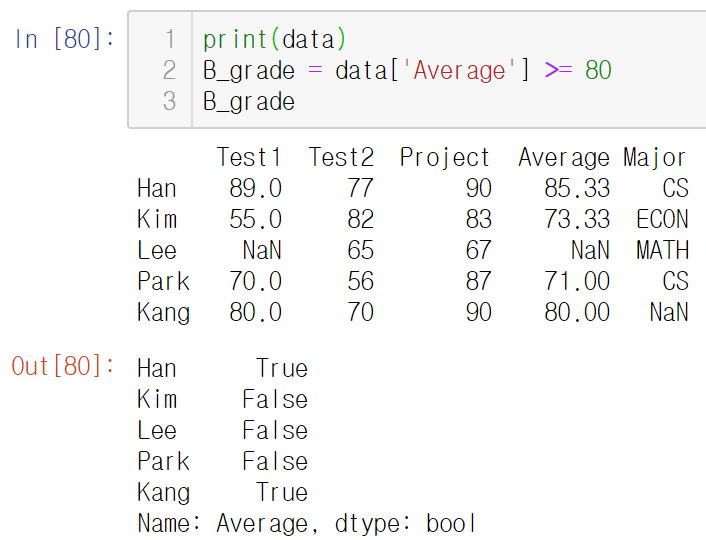 In [80]:
1 print(data)
2 B_grade = data['Average'] >= 80
3 B_grade
Test1 Test2 Project Average Major
Han 89.0 77 90 85.33 CS
Kim 55.0 82 83 73.33 ECON
Lee NaN 65 67 NaN MATH
Park 70.0 56 87 71.00 CS
Kang 80.0 70 90 80.00 NaN
Out[80]:
Han True
Kim False
Lee False
Park False
Kang True
Name: Average, dtype: bool